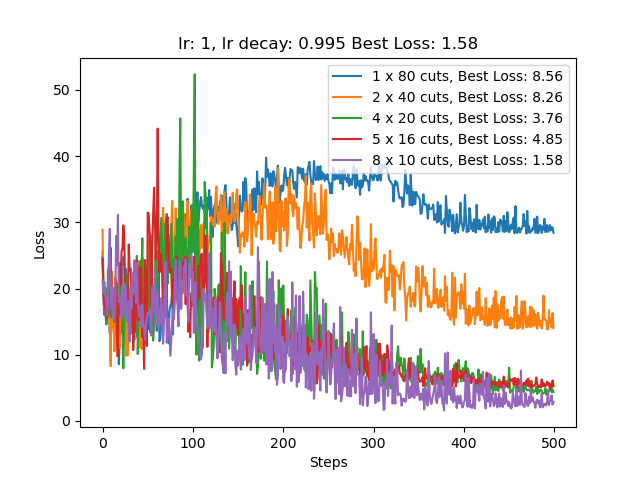 lr: 1, lr decay: 0.995 Best Loss: 1.58
1 x 80 cuts, Best Loss: 8.56
2 x 40 cuts, Best Loss: 8.26
4 x 20 cuts, Best Loss: 3.76
5 x 16 cuts, Best Loss: 4.85
8 x 10 cuts, Best Loss: 1.58
Loss
50
40
30
20
10
0
0 100 200 300 400 500
Steps